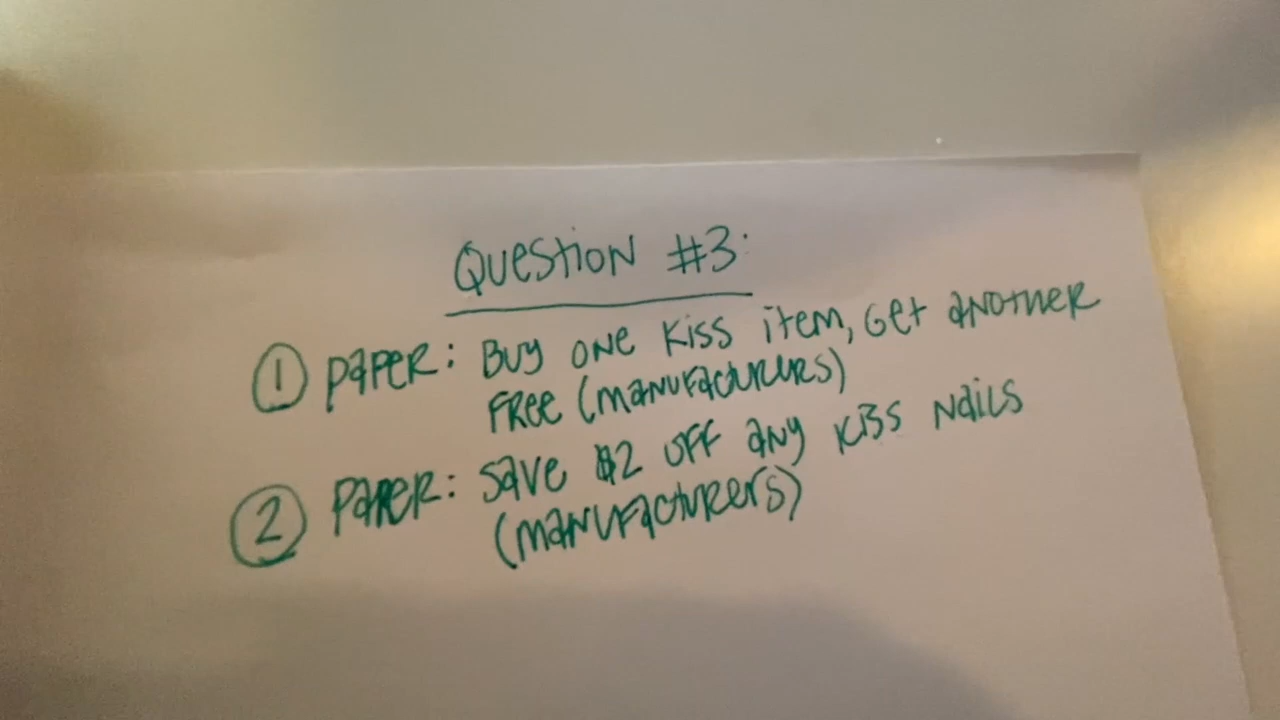 Question #3:
① Paper: Buy one Kiss item, Get another
Free (manufacturers)
② Paper: Save $2 off any Kiss Nails
(manufacturers)